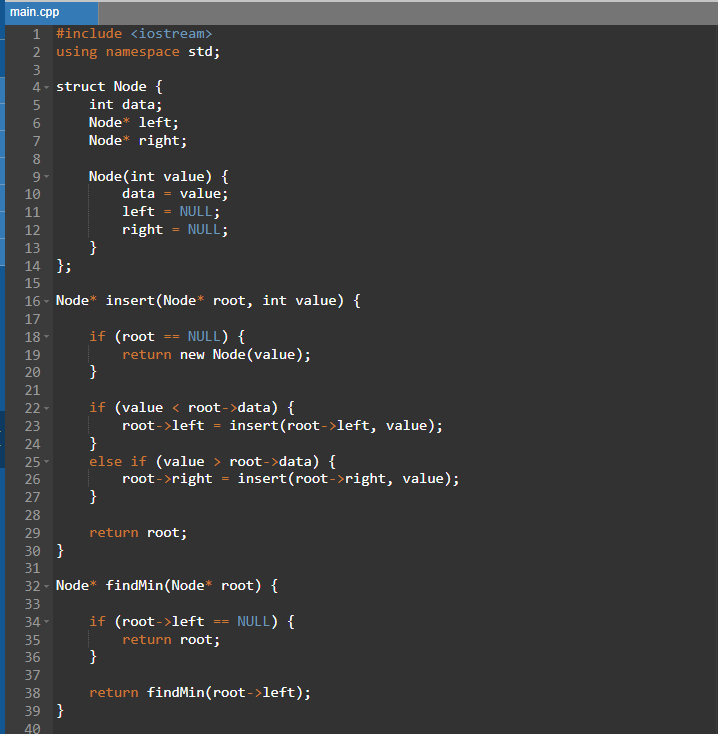 main.cpp
1 #include <iostream>
2 using namespace std;
3
4 struct Node {
5     int data;
6     Node* left;
7     Node* right;
8
9     Node(int value) {
10         data = value;
11         left = NULL;
12         right = NULL;
13     }
14 };
15
16 Node* insert(Node* root, int value) {
17
18     if (root == NULL) {
19         return new Node(value);
20     }
21
22     if (value < root->data) {
23         root->left = insert(root->left, value);
24     }
25     else if (value > root->data) {
26         root->right = insert(root->right, value);
27     }
28
29     return root;
30 }
31
32 Node* findMin(Node* root) {
33
34     if (root->left == NULL) {
35         return root;
36     }
37
38     return findMin(root->left);
39 }
40